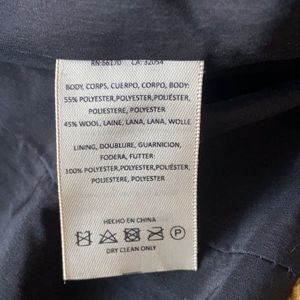 RN:66170 CA: 32054
BODY, CORPS, CUERPO, CORPO, BODY:
55% POLYESTER,POLYESTER,POLIÉSTER,
POLIESTERE, POLYESTER
45% WOOL, LAINE, LANA, LANA, WOLLE
LINING, DOUBLURE, GUARNICION,
FODERA, FUTTER:
100% POLYESTER,POLYESTER,POLIÉSTER,
POLIESTERE, POLYESTER
HECHO EN CHINA
P
DRY CLEAN ONLY